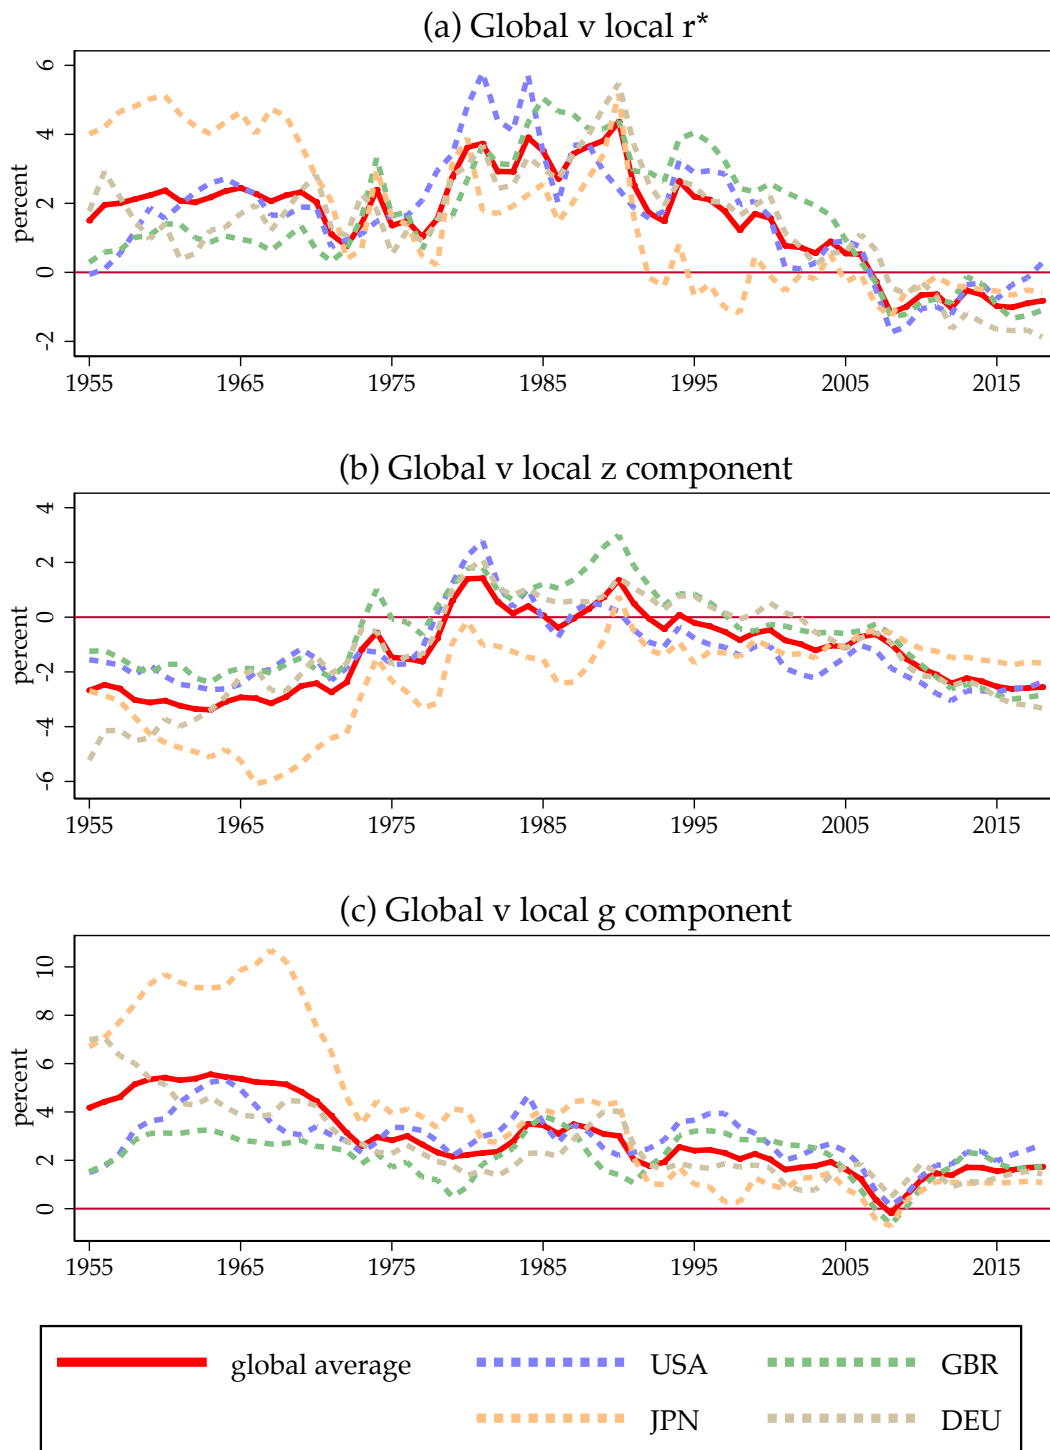 (a) Global v local r*
percent
6
4
2
0
-2
1955 1965 1975 1985 1995 2005 2015
(b) Global v local z component
percent
4
2
0
-2
-4
-6
1955 1965 1975 1985 1995 2005 2015
(c) Global v local g component
percent
10
8
6
4
2
0
1955 1965 1975 1985 1995 2005 2015
global average USA GBR
JPN DEU